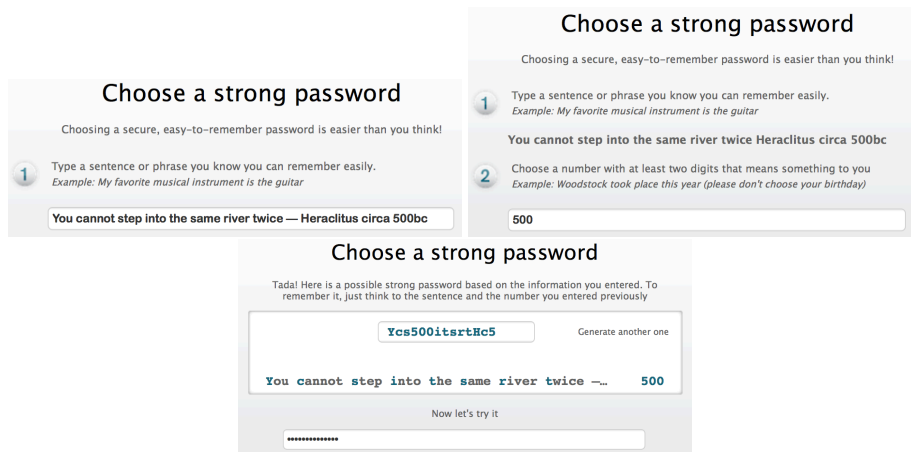 Choose a strong password
Choosing a secure, easy-to-remember password is easier than you think!
1
Type a sentence or phrase you know you can remember easily.
Example: My favorite musical instrument is the guitar
You cannot step into the same river twice — Heraclitus circa 500bc
Choose a strong password
Choosing a secure, easy-to-remember password is easier than you think!
1
Type a sentence or phrase you know you can remember easily.
Example: My favorite musical instrument is the guitar
You cannot step into the same river twice Heraclitus circa 500bc
2
Choose a number with at least two digits that means something to you
Example: Woodstock took place this year (please don't choose your birthday)
500
Choose a strong password
Tada! Here is a possible strong password based on the information you entered. To
remember it, just think to the sentence and the number you entered previously
Ycs500itsrtHc5
Generate another one
You cannot step into the same river twice —… 500
Now let's try it
••••••••••••••